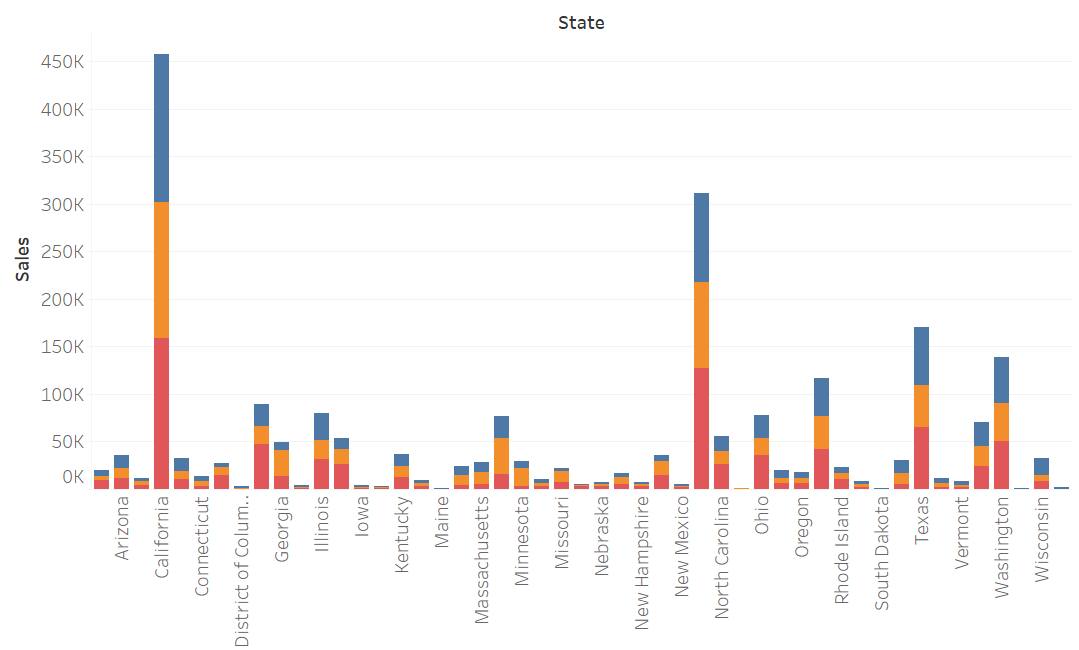 State
Sales
450K
400K
350K
300K
250K
200K
150K
100K
50K
0K
Arizona
California
Connecticut
District of Colum..
Georgia
Illinois
Iowa
Kentucky
Maine
Massachusetts
Minnesota
Missouri
Nebraska
New Hampshire
New Mexico
North Carolina
Ohio
Oregon
Rhode Island
South Dakota
Texas
Vermont
Washington
Wisconsin